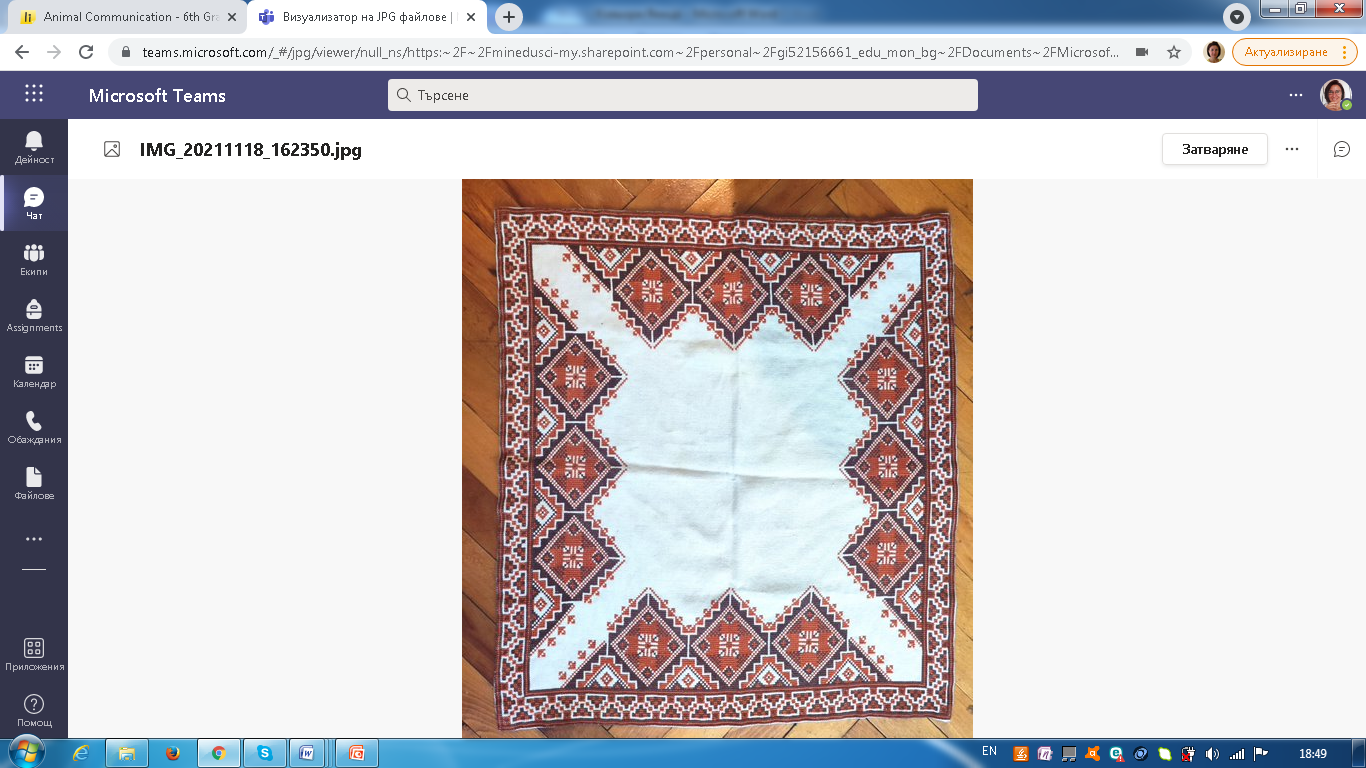 Animal Communication - 6th Gra
Визуализатор на JPG файлове |
teams.microsoft.com/_#/jpg/viewer/null_ns/https:~2F~2Fminedusci-my.sharepoint.com~2Fpersonal~2Fgi52156661_edu_mon_bg~2FDocuments~2FMicrosof...
Актуализиране
Microsoft Teams
Търсене
IMG_20211118_162350.jpg
Затваряне
Дейност
Чат
Екипи
Assignments
Календар
Обаждания
Файлове
Приложения
Помощ
EN
18:49